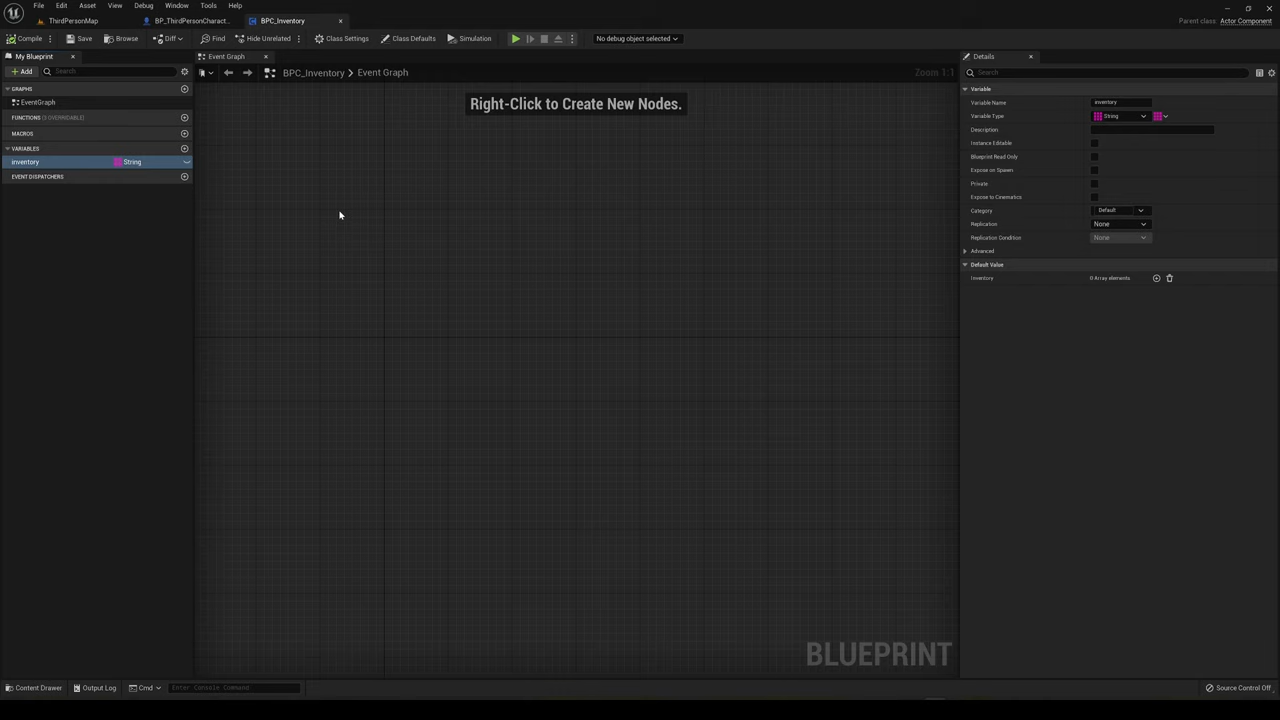 File Edit Asset View Debug Window Tools Help
ThirdPersonMap BP_ThirdPersonCharact... BPC_Inventory Parent class: Actor Component
Compile Save Browse Diff Find Hide Unrelated Class Settings Class Defaults Simulation No debug object selected
My Blueprint Event Graph Details
Add Search BPC_Inventory > Event Graph Zoom 1:1 Search
GRAPHS
EventGraph
FUNCTIONS (3 OVERRIDABLE)
MACROS
VARIABLES
inventory String
EVENT DISPATCHERS
Right-Click to Create New Nodes.
BLUEPRINT
Variable
Variable Name inventory
Variable Type String
Description
Instance Editable
Blueprint Read Only
Expose on Spawn
Private
Expose to Cinematics
Category Default
Replication None
Replication Condition None
Advanced
Default Value
Inventory 0 Array elements
Content Drawer Output Log Cmd Enter Console Command Source Control Off